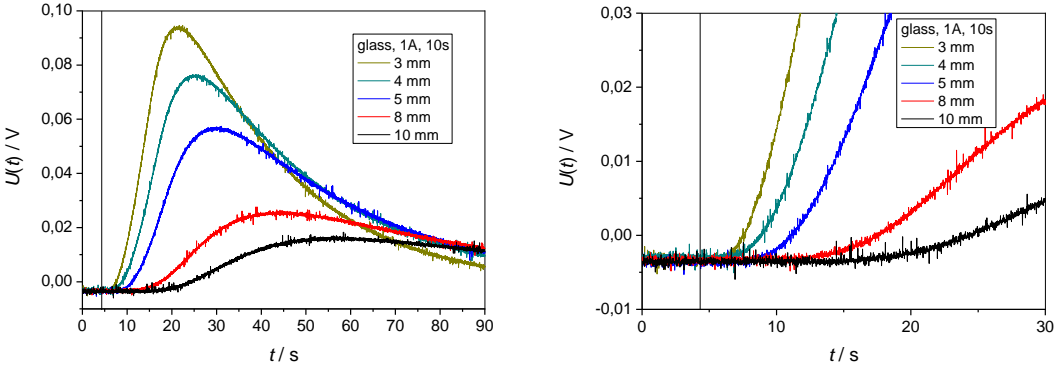 0,10
0,08
0,06
0,04
0,02
0,00
U(t) / V
0 10 20 30 40 50 60 70 80 90
t / s
glass, 1A, 10s
3 mm
4 mm
5 mm
8 mm
10 mm
0,03
0,02
0,01
0,00
-0,01
U(t) / V
0 10 20 30
t / s
glass, 1A, 10s
3 mm
4 mm
5 mm
8 mm
10 mm